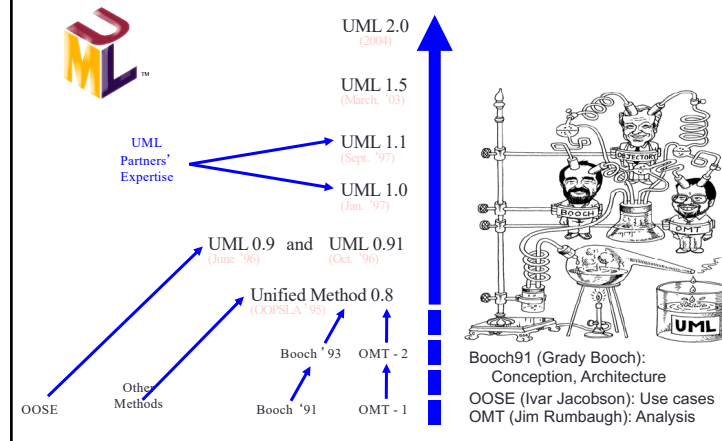 UML
TM
UML 2.0
(2004)
UML 1.5
(March, '03)
UML
Partners'
Expertise
UML 1.1
(Sept. '97)
UML 1.0
(Jan. '97)
UML 0.9 and UML 0.91
(June '96) (Oct. '96)
Unified Method 0.8
(OOPSLA '95)
Booch '93 OMT - 2
Other
Methods
OOSE
Booch '91 OMT - 1
OBJECTORY
BOOCH
OMT
UML
Booch91 (Grady Booch):
Conception, Architecture
OOSE (Ivar Jacobson): Use cases
OMT (Jim Rumbaugh): Analysis